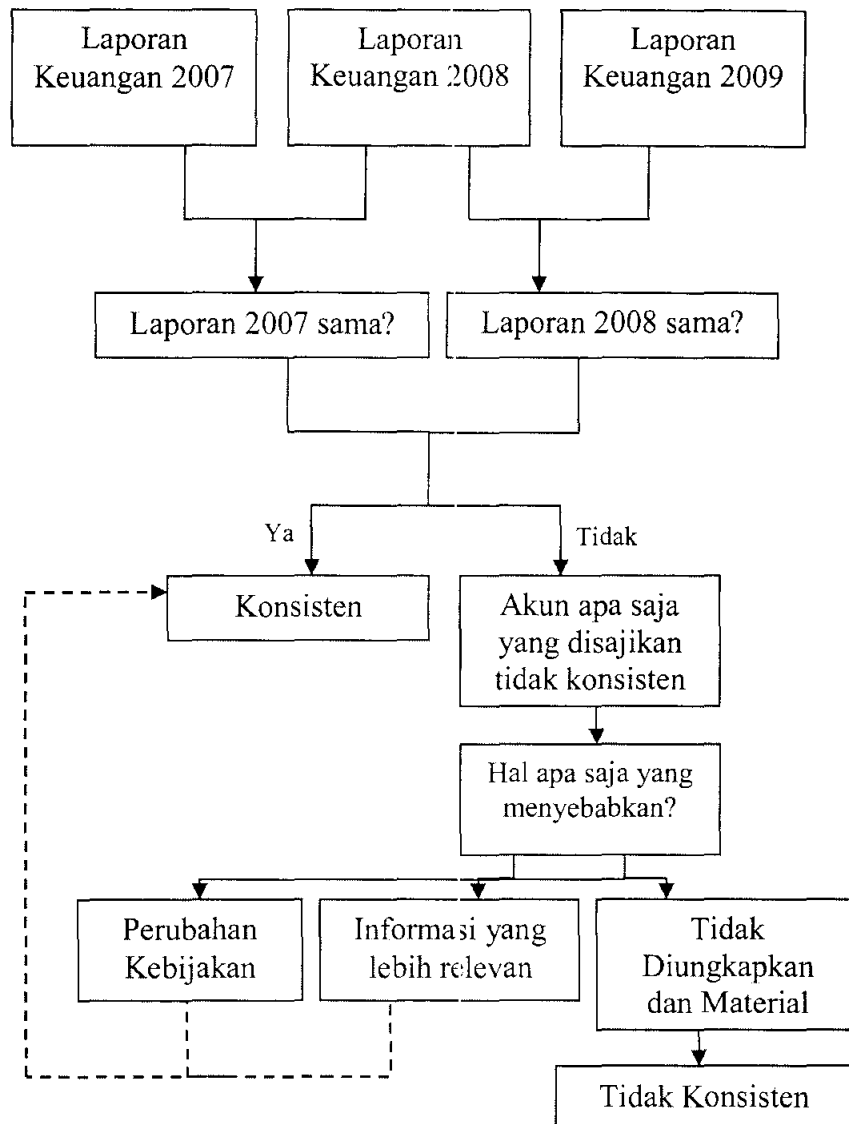 Laporan
Keuangan 2007
Laporan
Keuangan 2008
Laporan
Keuangan 2009
Laporan 2007 sama?
Laporan 2008 sama?
Ya
Tidak
Konsisten
Akun apa saja
yang disajikan
tidak konsisten
Hal apa saja yang
menyebabkan?
Perubahan
Kebijakan
Informasi yang
lebih relevan
Tidak
Diungkapkan
dan Material
Tidak Konsisten